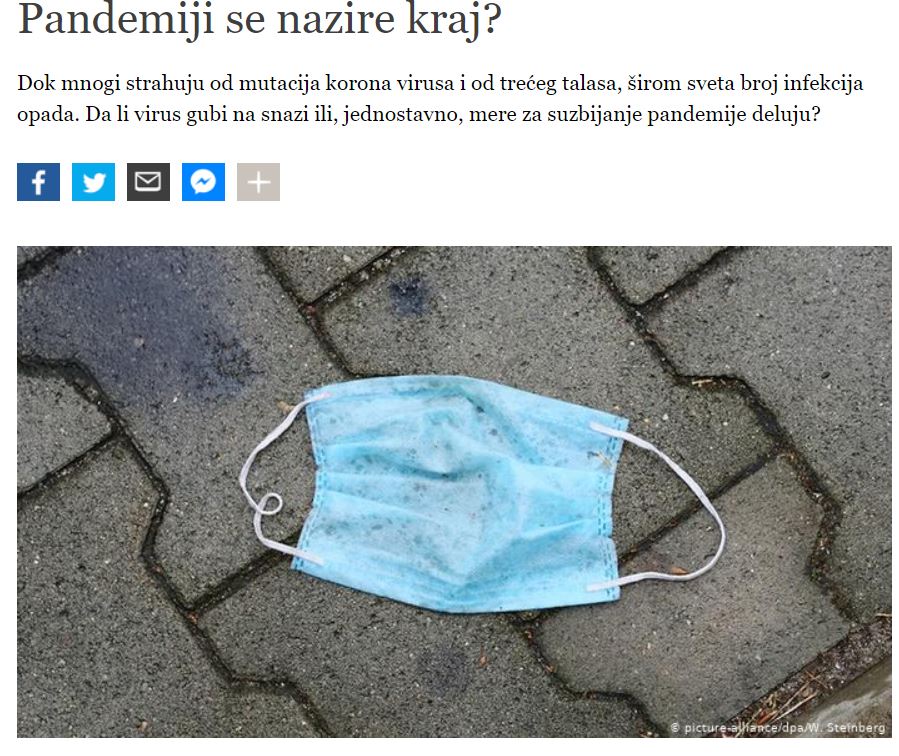 Pandemiji se nazire kraj?
Dok mnogi strahuju od mutacija korona virusa i od trećeg talasa, širom sveta broj infekcija
opada. Da li virus gubi na snazi ili, jednostavno, mere za suzbijanje pandemije deluju?
© picture-alliance/dpa/W. Steinberg